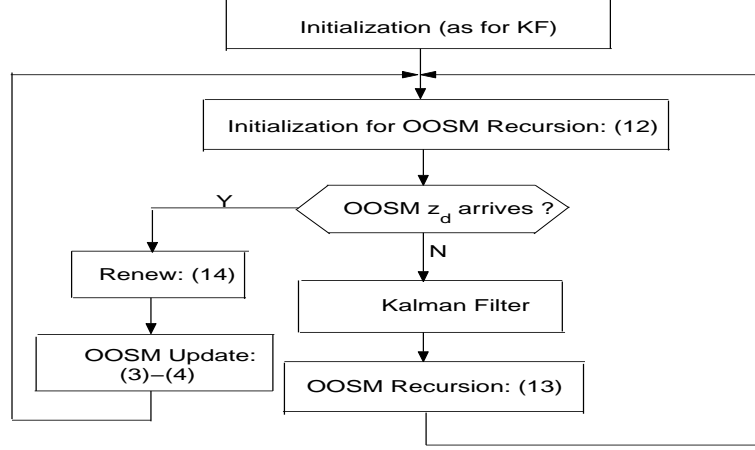 Initialization (as for KF)
Initialization for OOSM Recursion: (12)
OOSM z_d arrives ?
Y
N
Renew: (14)
Kalman Filter
OOSM Update:
(3)−(4)
OOSM Recursion: (13)